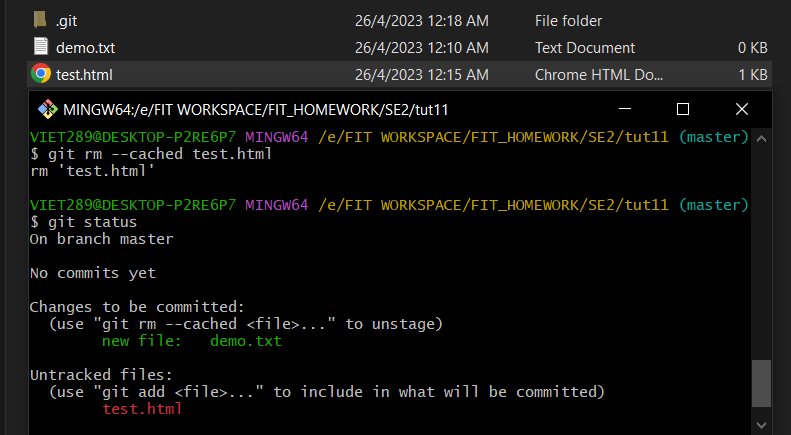 .git 26/4/2023 12:18 AM File folder
demo.txt 26/4/2023 12:10 AM Text Document 0 KB
test.html 26/4/2023 12:15 AM Chrome HTML Do... 1 KB
MINGW64:/e/FIT WORKSPACE/FIT_HOMEWORK/SE2/tut11
VIET289@DESKTOP-P2RE6P7 MINGW64 /e/FIT WORKSPACE/FIT_HOMEWORK/SE2/tut11 (master)
$ git rm --cached test.html
rm 'test.html'
VIET289@DESKTOP-P2RE6P7 MINGW64 /e/FIT WORKSPACE/FIT_HOMEWORK/SE2/tut11 (master)
$ git status
On branch master
No commits yet
Changes to be committed:
(use "git rm --cached <file>..." to unstage)
new file: demo.txt
Untracked files:
(use "git add <file>..." to include in what will be committed)
test.html